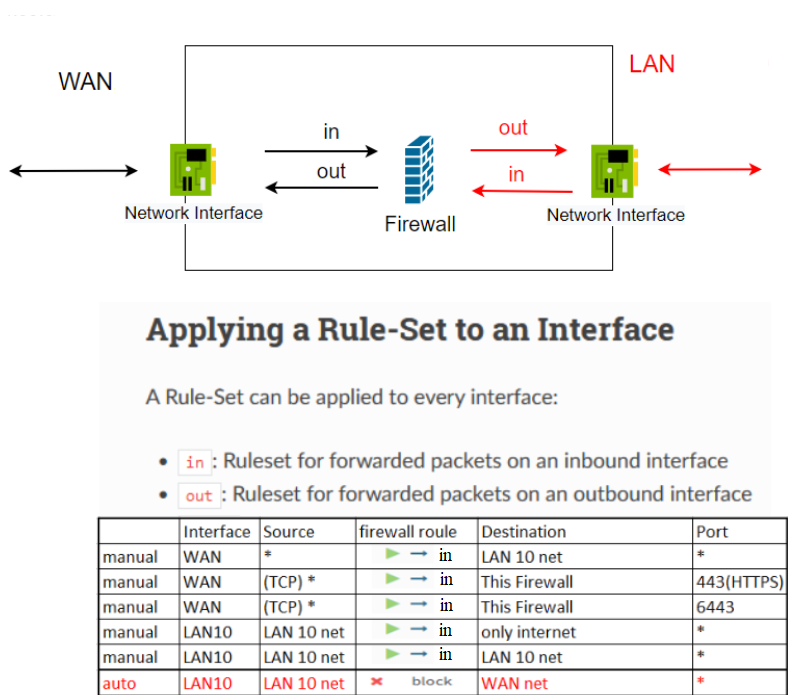 WAN
LAN
in
out
out
in
Network Interface
Firewall
Network Interface
Applying a Rule-Set to an Interface
A Rule-Set can be applied to every interface:
• in : Ruleset for forwarded packets on an inbound interface
• out : Ruleset for forwarded packets on an outbound interface
Interface Source firewall roule Destination Port
manual WAN * in LAN 10 net *
manual WAN (TCP) * in This Firewall 443(HTTPS)
manual WAN (TCP) * in This Firewall 6443
manual LAN10 LAN 10 net in only internet *
manual LAN10 LAN 10 net in LAN 10 net *
auto LAN10 LAN 10 net block WAN net *